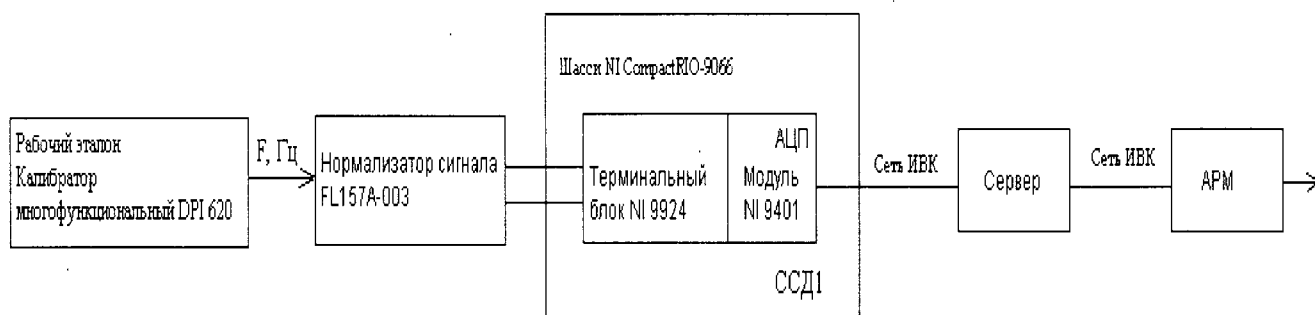 Шасси NI CompactRIO-9066
Рабочий эталон
Калибратор
многофункциональный DPI 620
F, Гц
Нормализатор сигнала
FL157A-003
Терминальный
блок NI 9924
АЦП
Модуль
NI 9401
ССД1
Сеть ИВК
Сервер
Сеть ИВК
АРМ